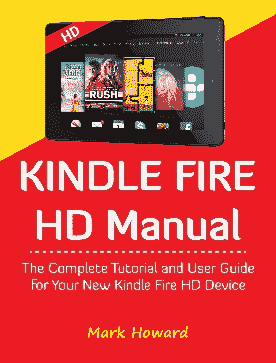 HD
RUSH
KINDLE FIRE
HD Manual
The Complete Tutorial and User Guide
For Your New Kindle Fire HD Device
Mark Howard